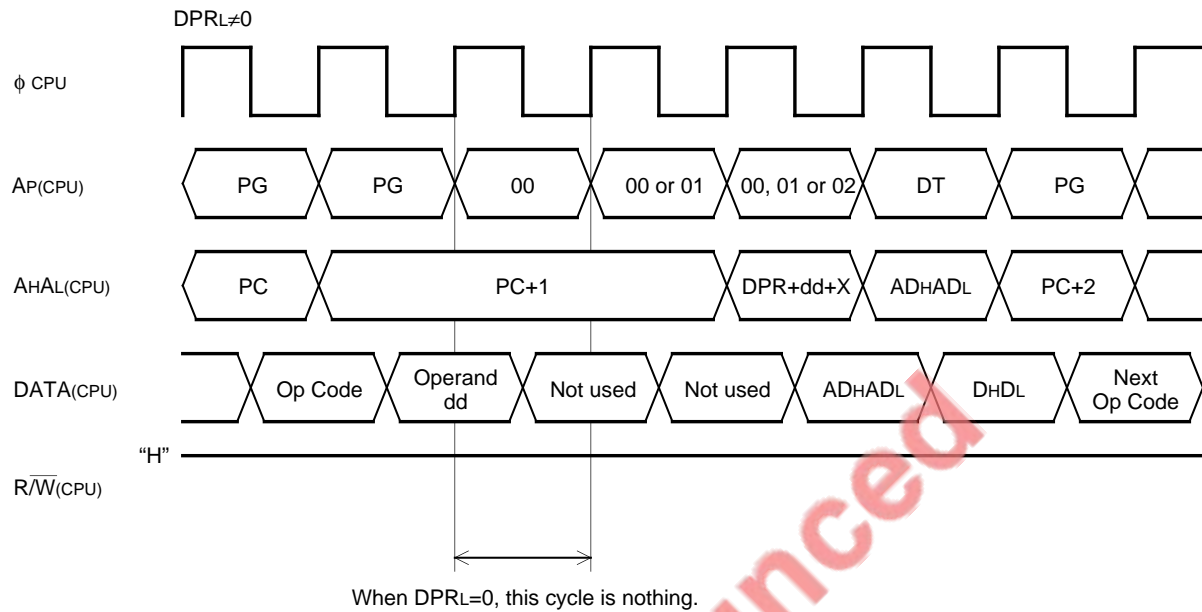 DPRL≠0
φ CPU
AP(CPU)
PG
PG
00
00 or 01
00, 01 or 02
DT
PG
AHAL(CPU)
PC
PC+1
DPR+dd+X
ADHADL
PC+2
DATA(CPU)
Op Code
Operand
dd
Not used
Not used
ADHADL
DHDL
Next
Op Code
“H”
R/W̅(CPU)
When DPRL=0, this cycle is nothing.
unced